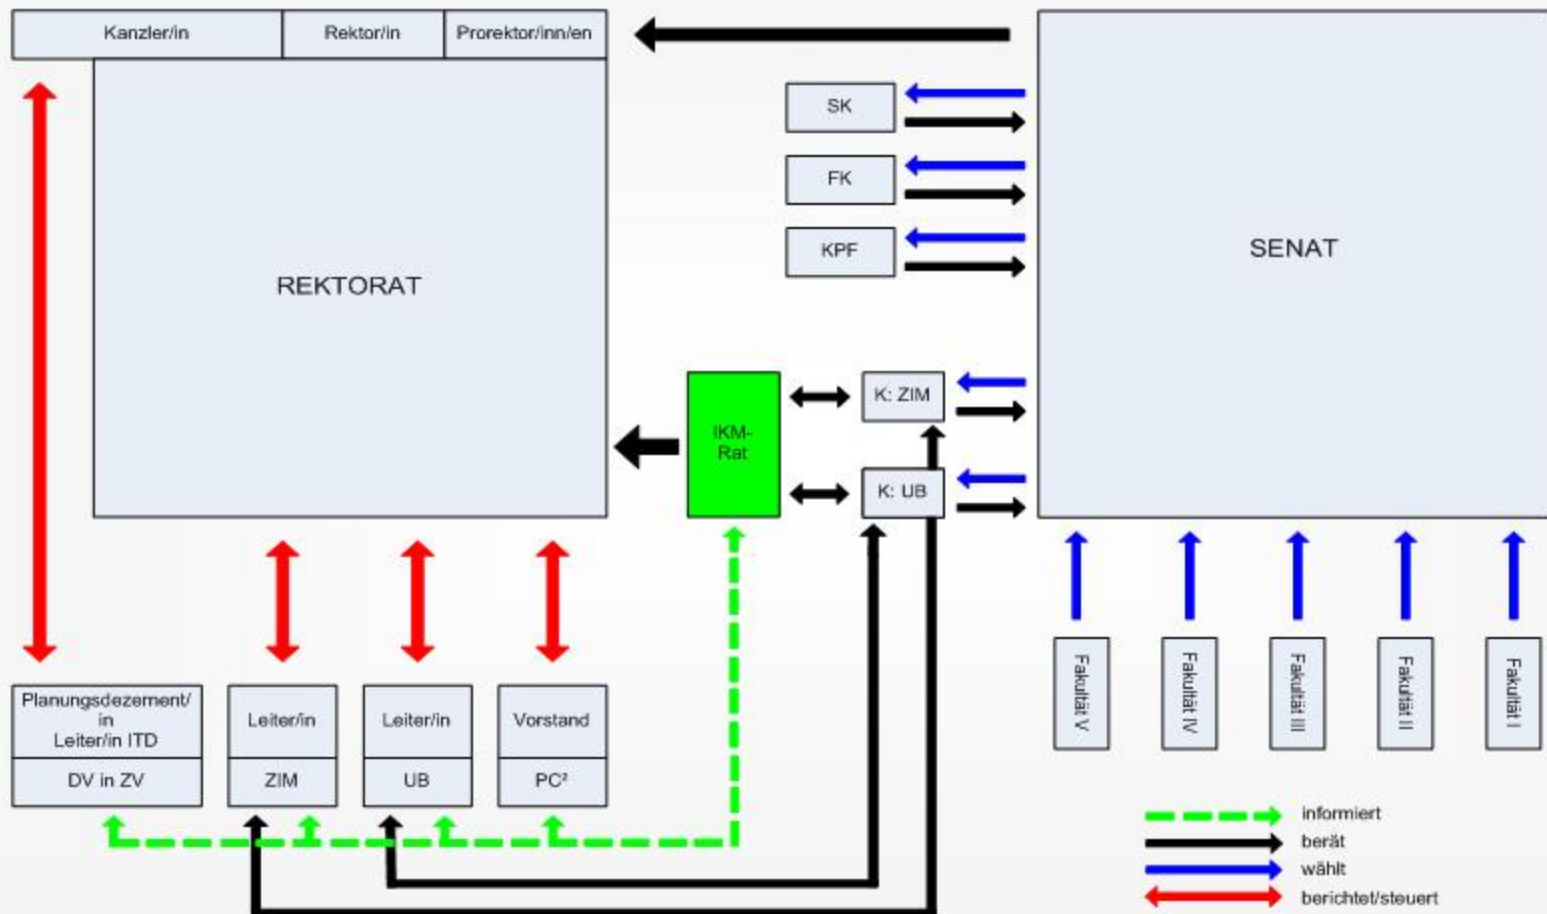 Kanzler/in
Rektor/in
Prorektor/inn/en
REKTORAT
SK
FK
KPF
SENAT
IKM-
Rat
K: ZIM
K: UB
Planungsdezement/
in
Leiter/in ITD
DV in ZV
Leiter/in
ZIM
Leiter/in
UB
Vorstand
PC²
Fakultät V
Fakultät IV
Fakultät III
Fakultät II
Fakultät I
informiert
berät
wählt
berichtet/steuert